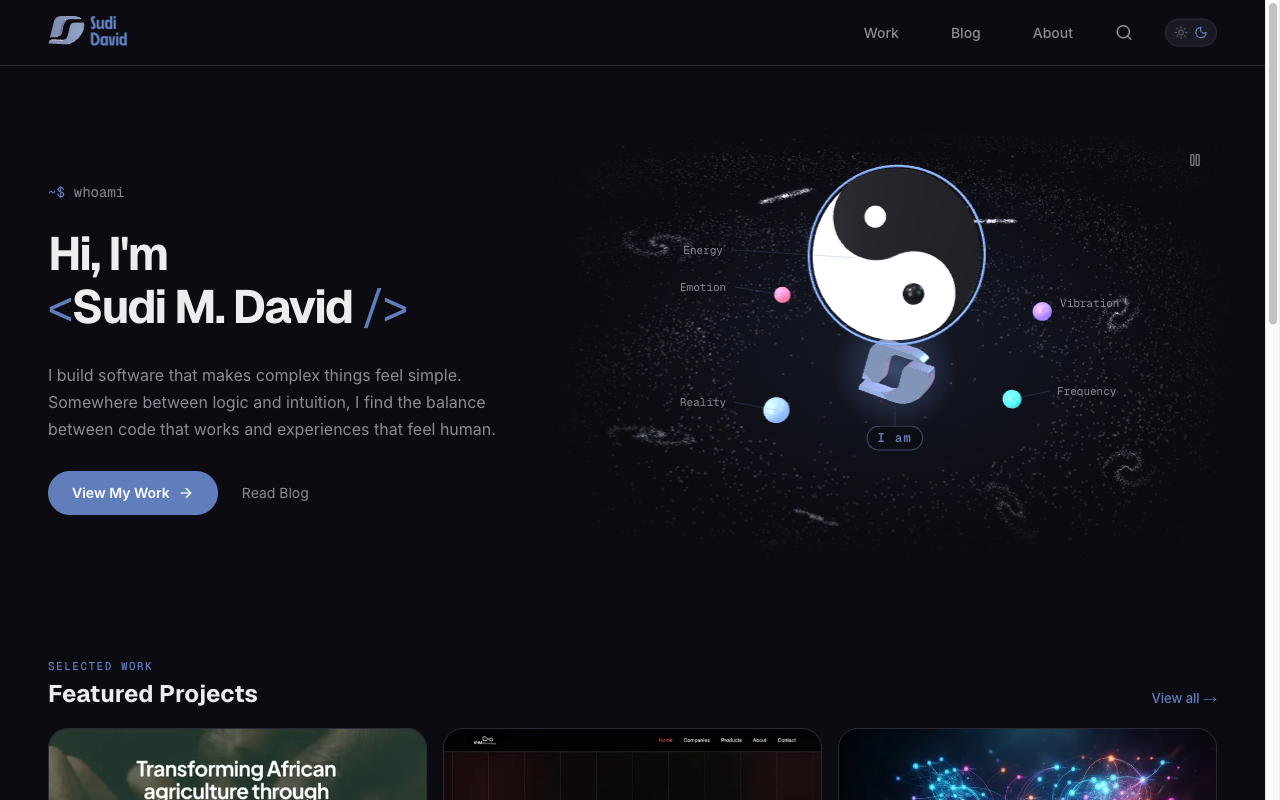 Sudi
David
Work
Blog
About
~$ whoami
Hi, I'm
<Sudi M. David />
I build software that makes complex things feel simple.
Somewhere between logic and intuition, I find the balance
between code that works and experiences that feel human.
View My Work →
Read Blog
Energy
Emotion
Vibration
Reality
Frequency
I am
SELECTED WORK
Featured Projects
View all →
Transforming African
agriculture through
Home Companies Products About Contact